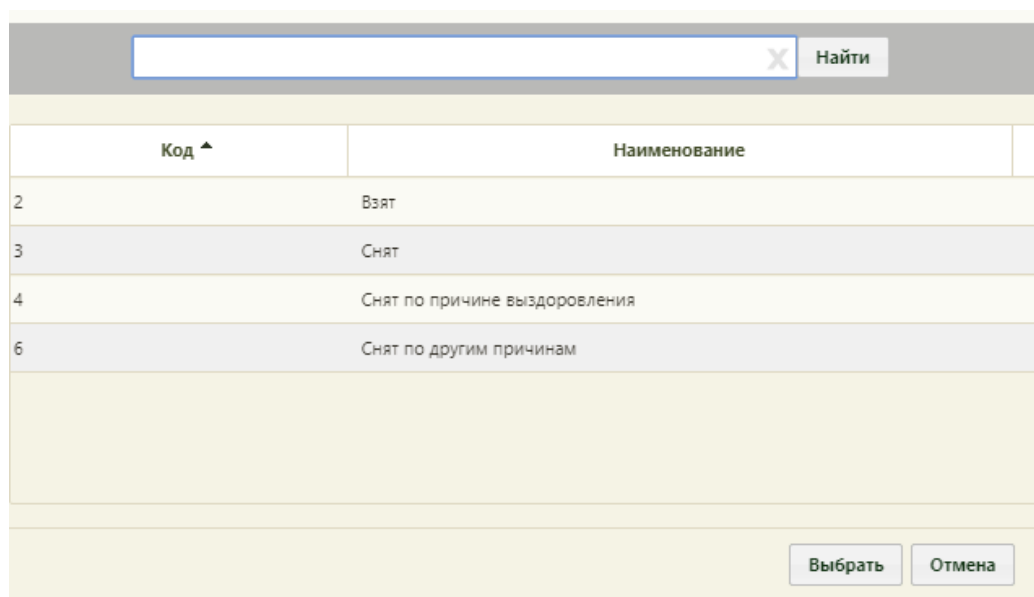 Найти
Код Наименование
2 Взят
3 Снят
4 Снят по причине выздоровления
6 Снят по другим причинам
Выбрать Отмена